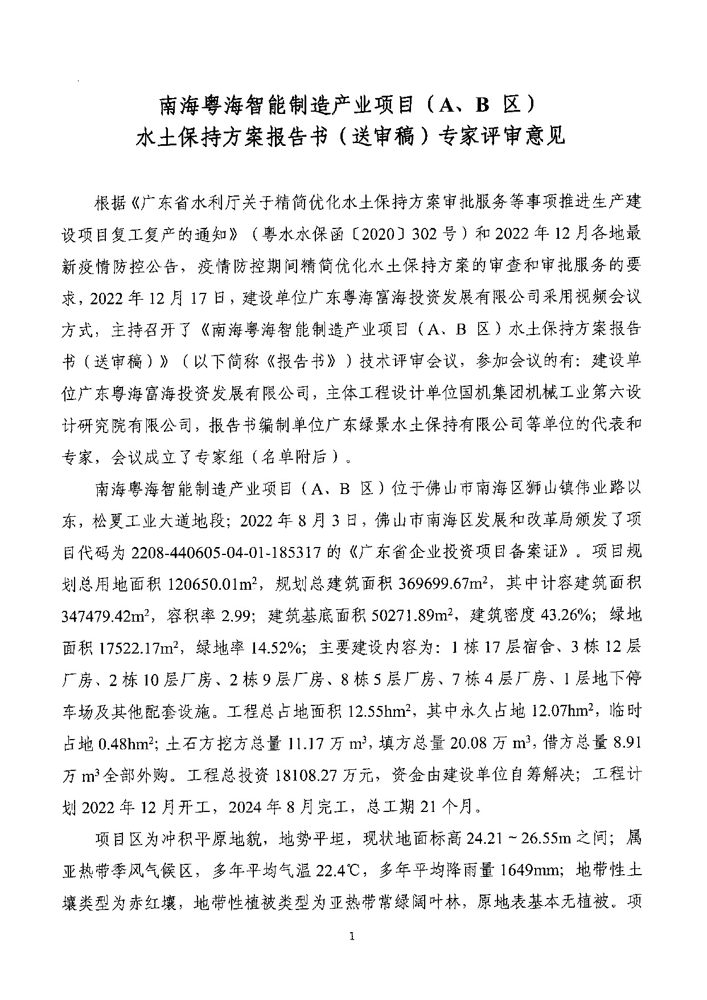 南海粤海智能制造产业项目（A、B 区）
水土保持方案报告书（送审稿）专家评审意见
根据《广东省水利厅关于精简优化水土保持方案审批服务等事项推进生产建
设项目复工复产的通知》（粤水水保函〔2020〕302 号）和 2022 年 12 月各地最
新疫情防控公告，疫情防控期间精简优化水土保持方案的审查和审批服务的要
求，2022 年 12 月 17 日，建设单位广东粤海富海投资发展有限公司采用视频会议
方式，主持召开了《南海粤海智能制造产业项目（A、B 区）水土保持方案报告
书（送审稿）》（以下简称《报告书》）技术评审会议，参加会议的有：建设单
位广东粤海富海投资发展有限公司，主体工程设计单位国机集团机械工业第六设
计研究院有限公司，报告书编制单位广东绿景水土保持有限公司等单位的代表和
专家，会议成立了专家组（名单附后）。
南海粤海智能制造产业项目（A、B 区）位于佛山市南海区狮山镇伟业路以
东，松夏工业大道地段；2022 年 8 月 3 日，佛山市南海区发展和改革局颁发了项
目代码为 2208-440605-04-01-185317 的《广东省企业投资项目备案证》。项目规
划总用地面积 120650.01m²，规划总建筑面积 369699.67m²，其中计容建筑面积
347479.42m²，容积率 2.99；建筑基底面积 50271.89m²，建筑密度 43.26%；绿地
面积 17522.17m²，绿地率 14.52%；主要建设内容为：1 栋 17 层宿舍、3 栋 12 层
厂房、2 栋 10 层厂房、2 栋 9 层厂房、8 栋 5 层厂房、7 栋 4 层厂房、1 层地下停
车场及其他配套设施。工程总占地面积 12.55hm²，其中永久占地 12.07hm²，临时
占地 0.48hm²；土石方挖方总量 11.17 万 m³，填方总量 20.08 万 m³，借方总量 8.91
万 m³全部外购。工程总投资 18108.27 万元，资金由建设单位自筹解决；工程计
划 2022 年 12 月开工，2024 年 8 月完工，总工期 21 个月。
项目区为冲积平原地貌，地势平坦，现状地面标高 24.21～26.55m 之间；属
亚热带季风气候区，多年平均气温 22.4℃，多年平均降雨量 1649mm；地带性土
壤类型为赤红壤，地带性植被类型为亚热带常绿阔叶林，原地表基本无植被。项
1